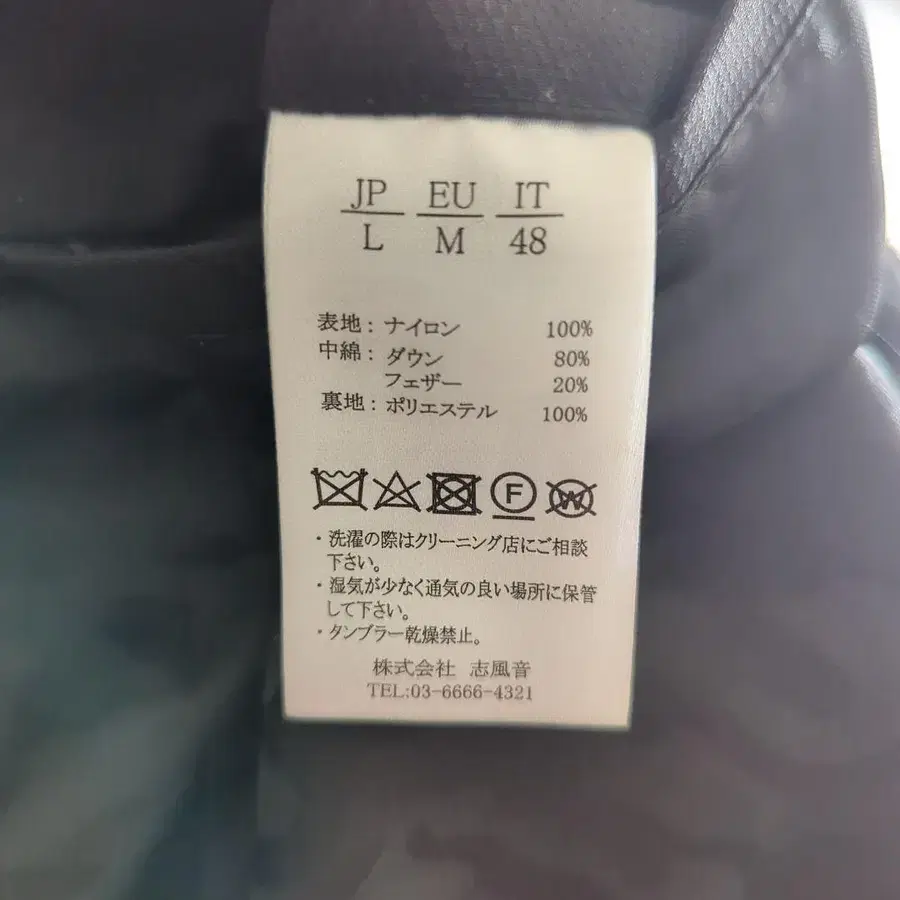 JP EU IT
L M 48
表地：ナイロン 100%
中綿：ダウン 80%
フェザー 20%
裏地：ポリエステル 100%
F W
・洗濯の際はクリーニング店にご相談
下さい。
・湿気が少なく通気の良い場所に保管
して下さい。
・タンブラー乾燥禁止。
株式会社 志風音
TEL:03-6666-4321